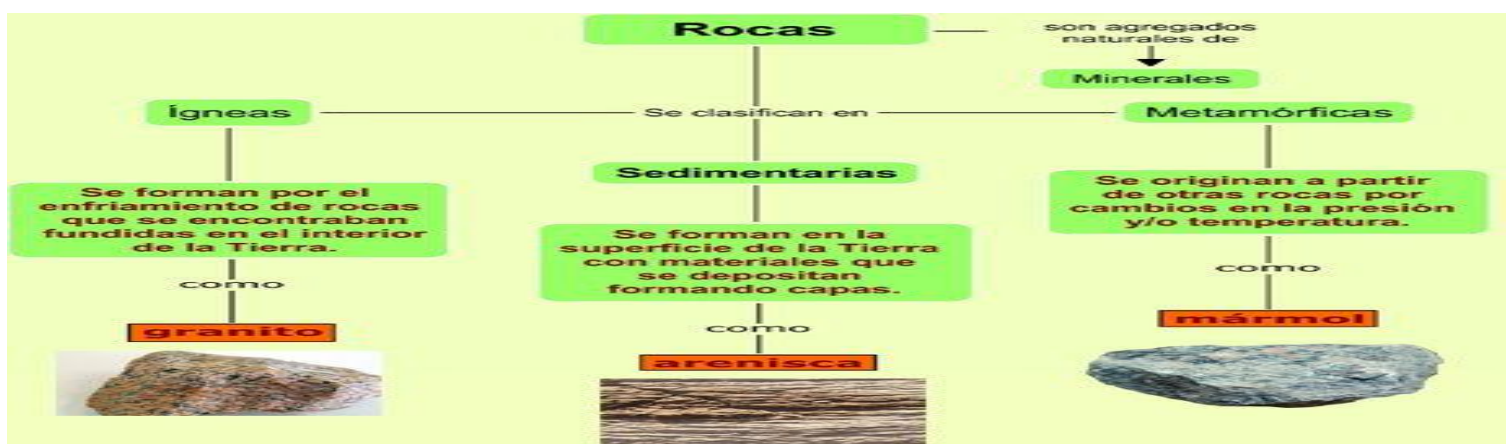 Rocas
son agregados
naturales de
Minerales
Ígneas
Se clasifican en
Metamórficas
Sedimentarias
Se forman por el
enfriamiento de rocas
que se encontraban
fundidas en el interior
de la Tierra.
Se forman en la
superficie de la Tierra
con materiales que
se depositan
formando capas.
Se originan a partir
de otras rocas por
cambios en la presión
y/o temperatura.
como
granito
como
arenisca
como
mármol